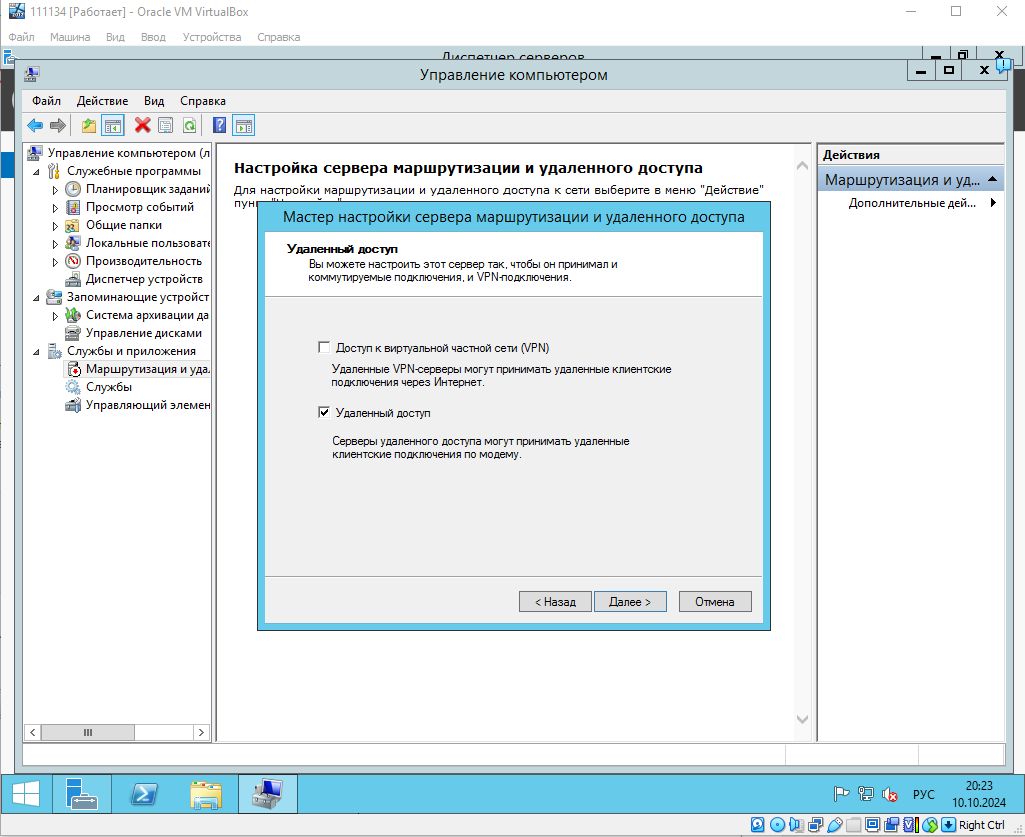 111134 [Работает] - Oracle VM VirtualBox
Файл Машина Вид Ввод Устройства Справка
Диспетчер серверов
Управление компьютером
Файл Действие Вид Справка
Управление компьютером (л
Служебные программы
Планировщик заданий
Просмотр событий
Общие папки
Локальные пользовате
Производительность
Диспетчер устройств
Запоминающие устройст
Система архивации да
Управление дисками
Службы и приложения
Маршрутизация и уда
Службы
Управляющий элемен
Настройка сервера маршрутизации и удаленного доступа
Для настройки маршрутизации и удаленного доступа к сети выберите в меню "Действие"
Мастер настройки сервера маршрутизации и удаленного доступа
Удаленный доступ
Вы можете настроить этот сервер так, чтобы он принимал и
коммутируемые подключения, и VPN-подключения.
Доступ к виртуальной частной сети (VPN)
Удаленные VPN-серверы могут принимать удаленные клиентские
подключения через Интернет.
Удаленный доступ
Серверы удаленного доступа могут принимать удаленные
клиентские подключения по модему.
< Назад Далее > Отмена
Действия
Маршрутизация и уд...
Дополнительные дей...
РУС
20:23
10.10.2024
Right Ctrl